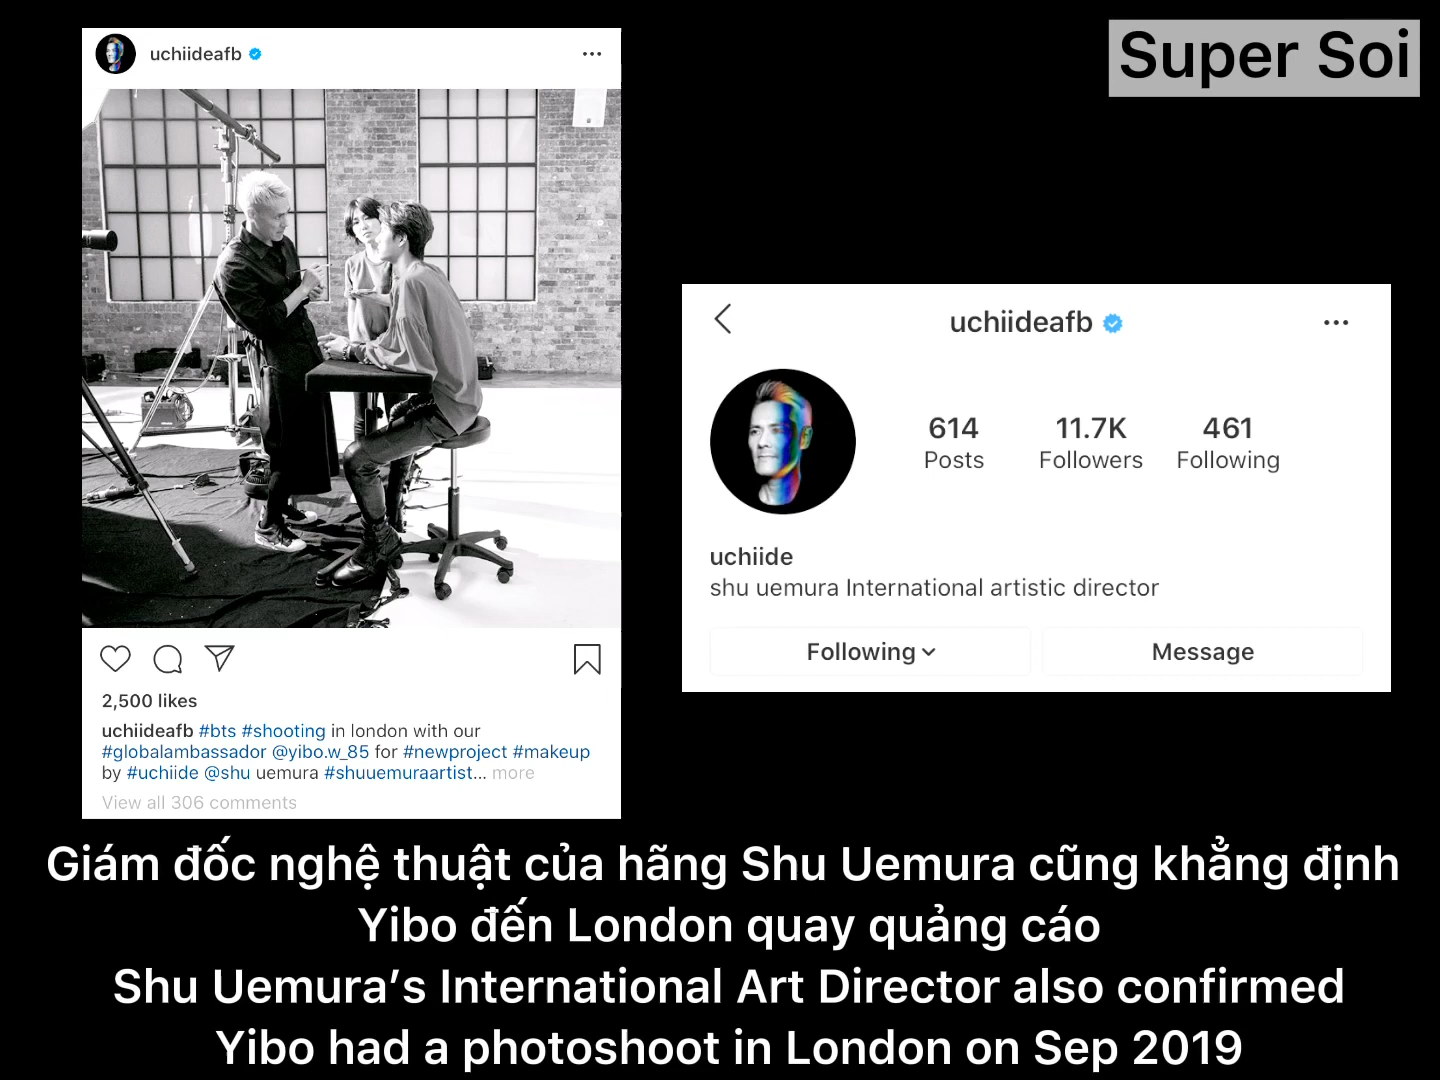 Super Soi
uchiideafb
2,500 likes
uchiideafb #bts #shooting in london with our
#globalambassador @yibo.w_85 for #newproject #makeup
by #uchiide @shu uemura #shuuemuraartist... more
View all 306 comments
uchiideafb
614 11.7K 461
Posts Followers Following
uchiide
shu uemura International artistic director
Following Message
Giám đốc nghệ thuật của hãng Shu Uemura cũng khẳng định
Yibo đến London quay quảng cáo
Shu Uemura’s International Art Director also confirmed
Yibo had a photoshoot in London on Sep 2019